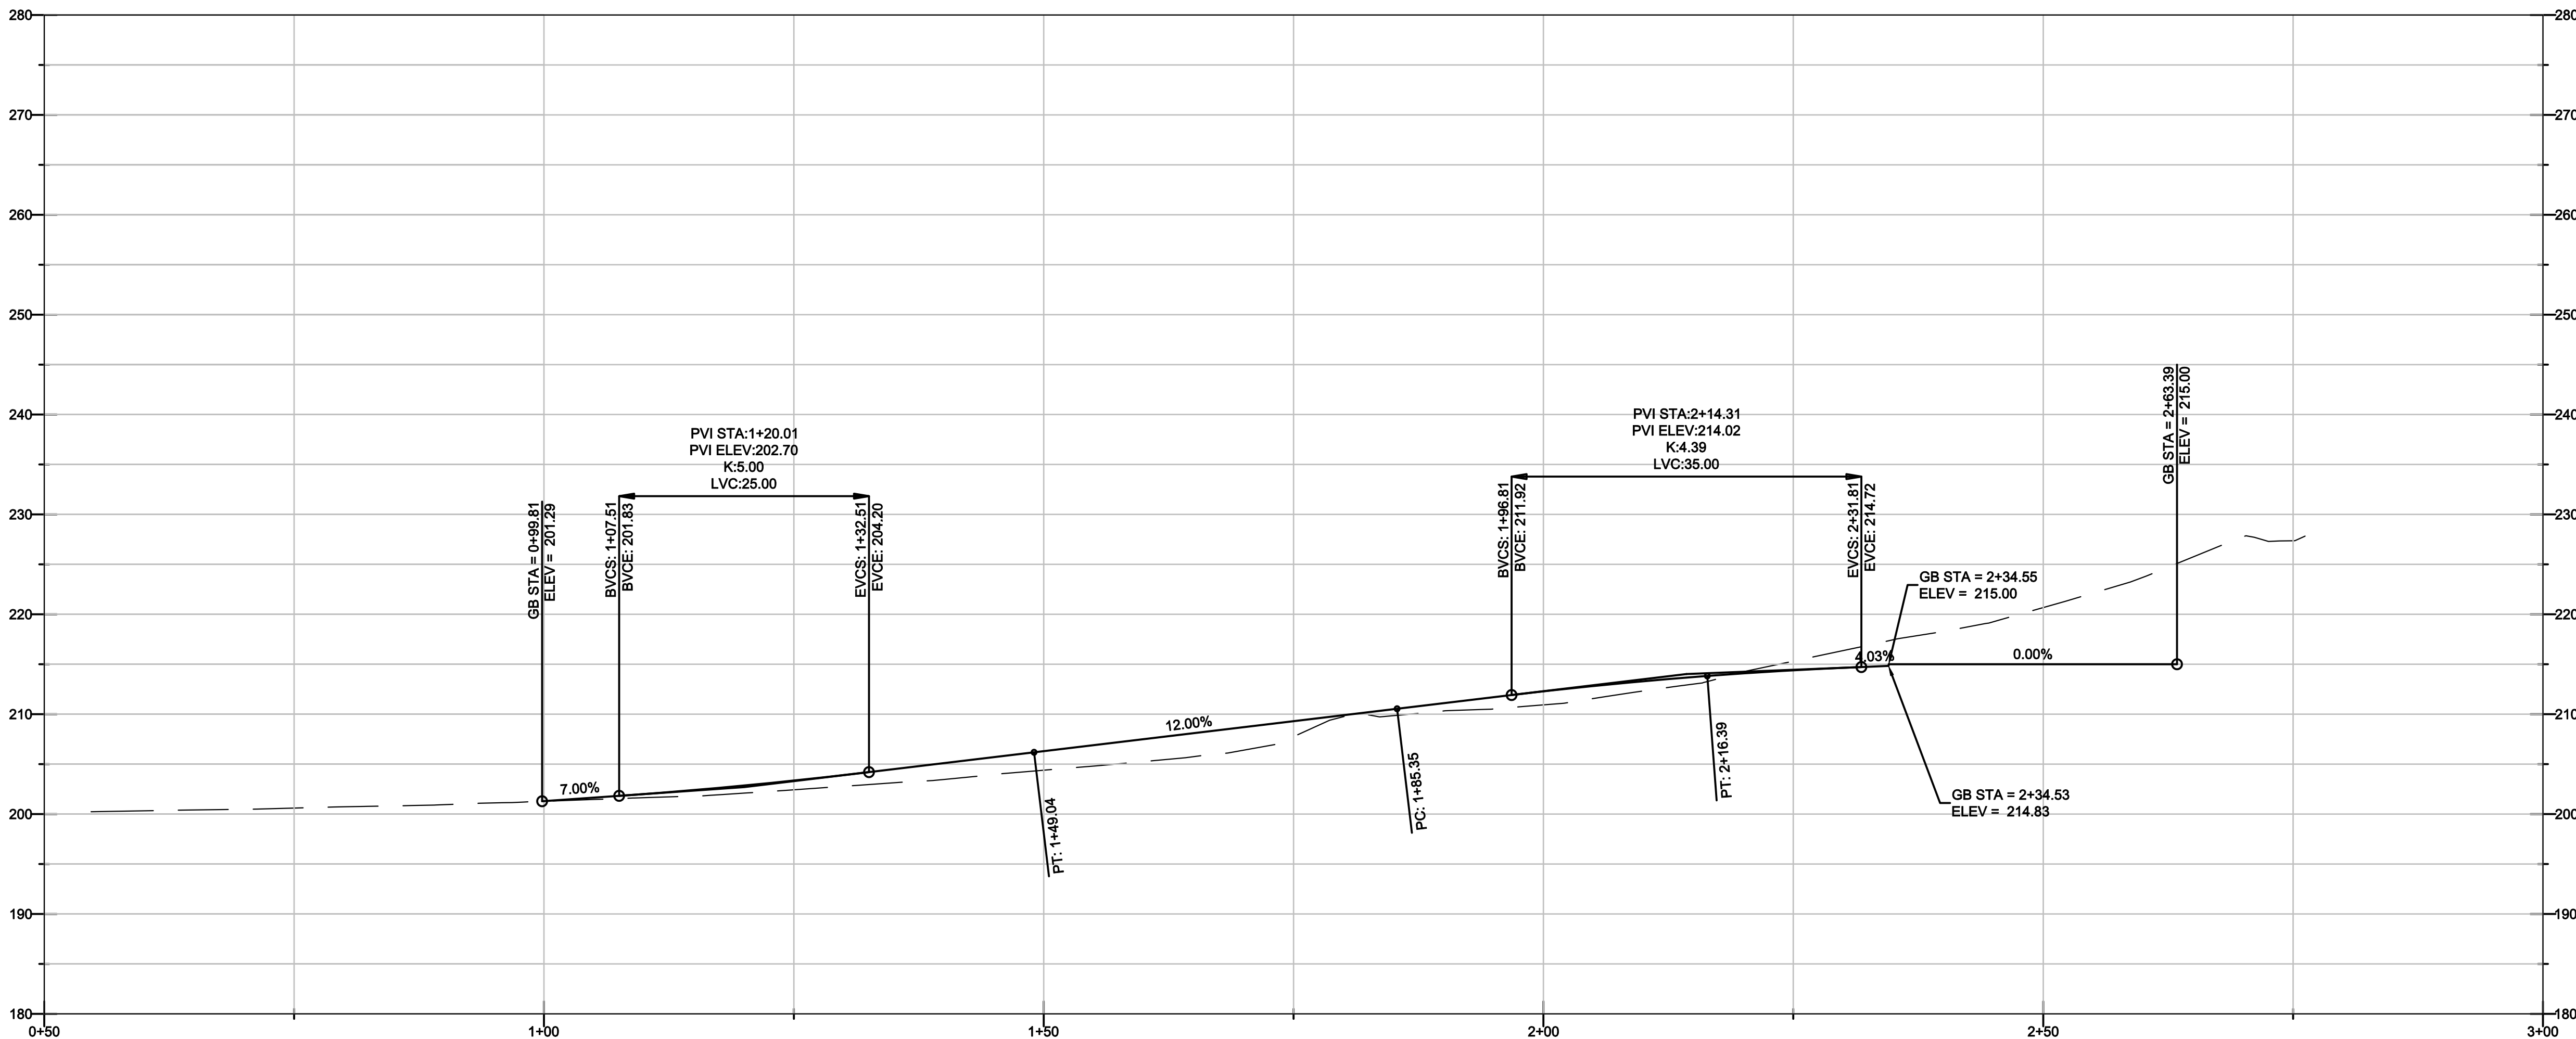 280
270
260
250
240
230
220
210
200
190
180
280
270
260
250
240
230
220
210
200
190
180
0+50
1+00
1+50
2+00
2+50
3+00
GB STA = 0+99.81
ELEV = 201.29
7.00%
PVI STA:1+20.01
PVI ELEV:202.70
K:5.00
LVC:25.00
BVCS: 1+07.51
BVCE: 201.83
EVCS: 1+32.51
EVCE: 204.20
PT: 1+49.04
12.00%
PC: 1+85.35
PVI STA:2+14.31
PVI ELEV:214.02
K:4.39
LVC:35.00
BVCS: 1+96.81
BVCE: 211.92
EVCS: 2+31.81
EVCE: 214.72
PT: 2+16.39
4.03%
GB STA = 2+34.55
ELEV = 215.00
0.00%
GB STA = 2+34.53
ELEV = 214.83
GB STA = 2+63.39
ELEV = 215.00